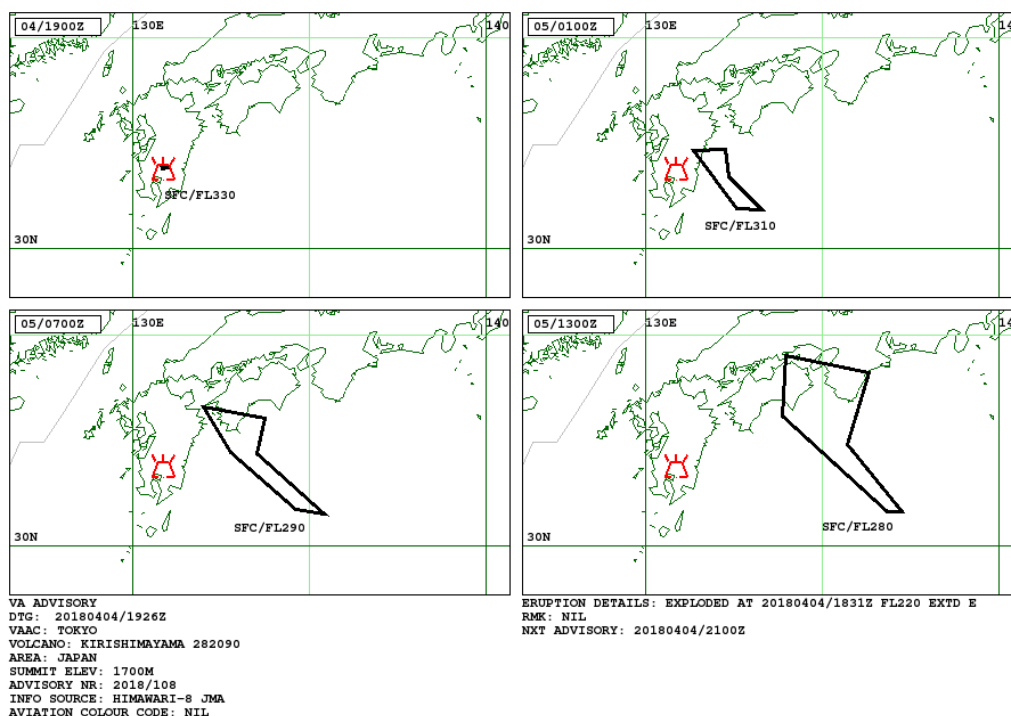 04/1900Z
130E
140
30N
SFC/FL330
05/0100Z
130E
14
30N
SFC/FL310
05/0700Z
130E
140
30N
SFC/FL290
05/1300Z
130E
14
30N
SFC/FL280
VA ADVISORY
DTG: 20180404/1926Z
VAAC: TOKYO
VOLCANO: KIRISHIMAYAMA 282090
AREA: JAPAN
SUMMIT ELEV: 1700M
ADVISORY NR: 2018/108
INFO SOURCE: HIMAWARI-8 JMA
AVIATION COLOUR CODE: NIL
ERUPTION DETAILS: EXPLODED AT 20180404/1831Z FL220 EXTD E
RMK: NIL
NXT ADVISORY: 20180404/2100Z